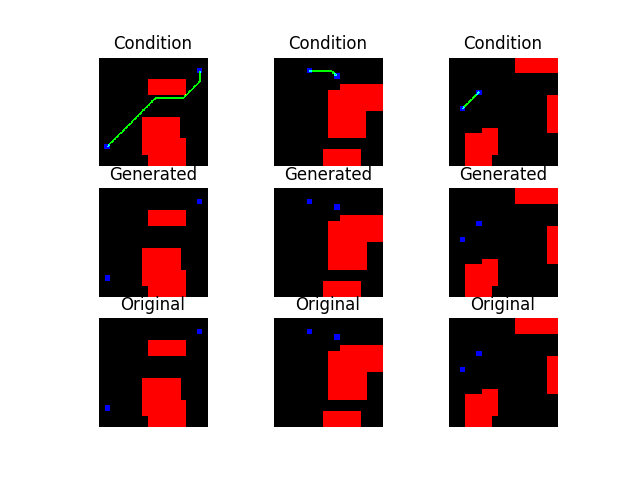 Condition Condition Condition
Generated Generated Generated
Original Original Original